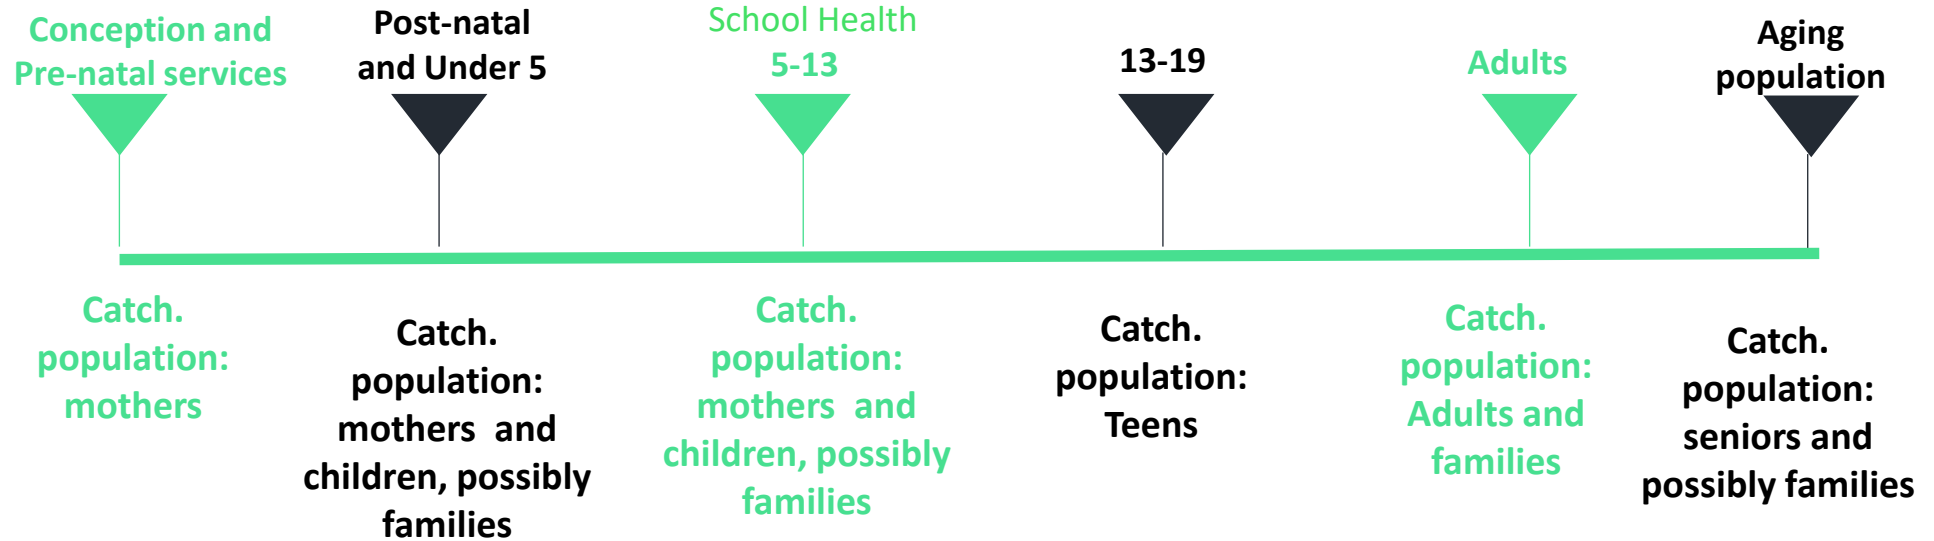 Conception and
Pre-natal services
Post-natal
and Under 5
School Health
5-13
13-19
Adults
Aging
population
Catch.
population:
mothers
Catch.
population:
mothers  and
children, possibly
families
Catch.
population:
mothers  and
children, possibly
families
Catch.
population:
Teens
Catch.
population:
Adults and
families
Catch.
population:
seniors and
possibly families